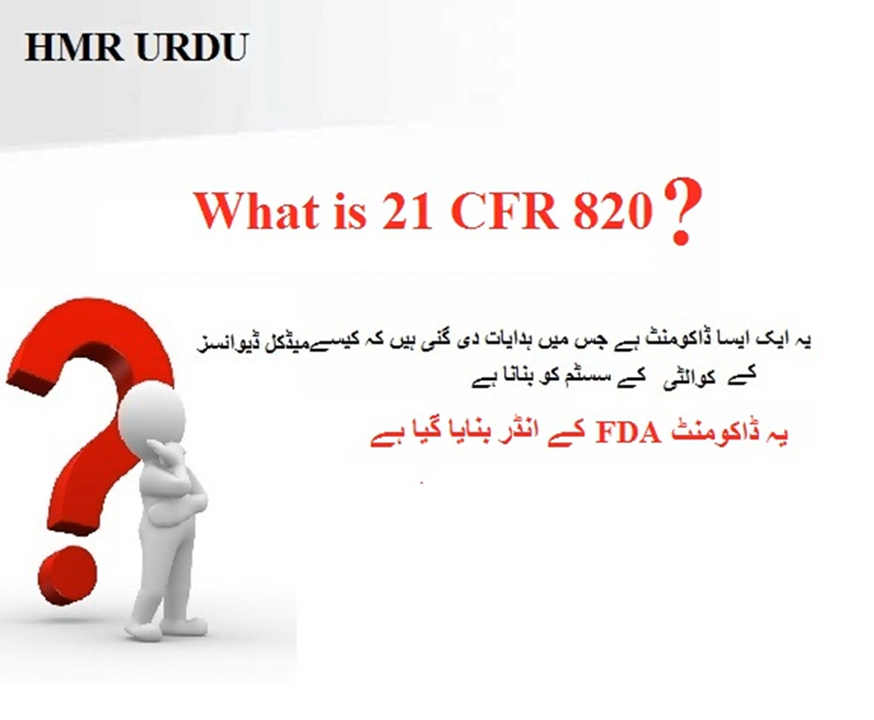 HMR URDU
What is 21 CFR 820?
یہ ایک ایسا ڈاکومنٹ ہے جس میں ہدایات دی گئی ہیں کہ کیسےمیڈکل ڈیوانسز
کے کوالٹی کے سسٹم کو بنانا ہے
یہ ڈاکومنٹ FDA کے انڈر بنایا گیا ہے